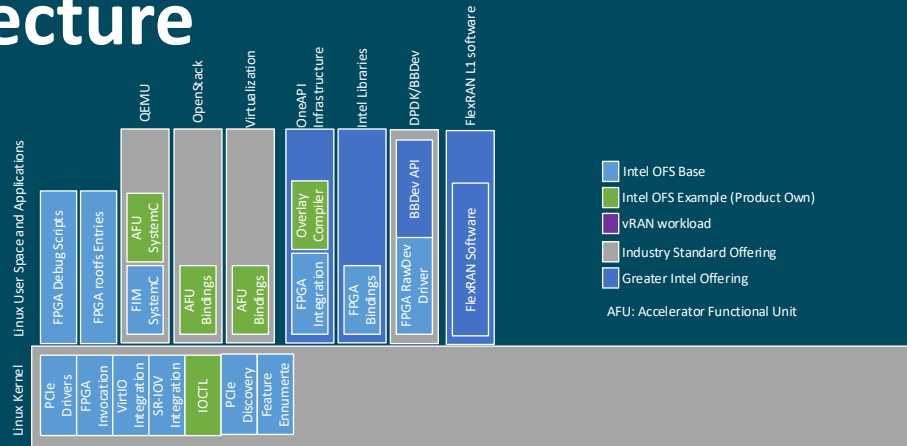 ecture
QEMU
OpenStack
Virtualization
OneAPI
Infrastructure
Intel Libraries
DPDK/BBDev
FlexRAN L1 software
Linux User Space and Applications
FPGA Debug Scripts
FPGA rootfs Entries
AFU
SystemC
FIM
SystemC
AFU
Bindings
AFU
Bindings
Overlay
Compiler
FPGA
Integration
FPGA
Bindings
BBDev API
FPGA RawDev
Driver
FlexRAN Software
Intel OFS Base
Intel OFS Example (Product Own)
vRAN workload
Industry Standard Offering
Greater Intel Offering
AFU: Accelerator Functional Unit
Linux Kernel
PCIe
Drivers
FPGA
Invocation
VirtIO
Integration
SR-IOV
Integration
IOCTL
PCIe
Discovery
Feature
Ennumerte